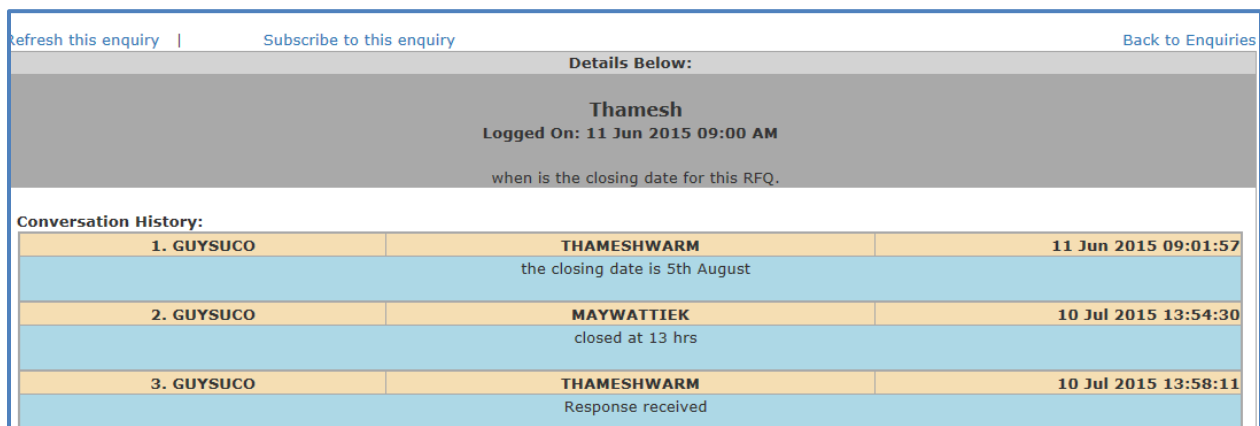 Refresh this enquiry | Subscribe to this enquiry Back to Enquiries
Details Below:
Thamesh
Logged On: 11 Jun 2015 09:00 AM
when is the closing date for this RFQ.
Conversation History:
1. GUYSUCO THAMESHWARM 11 Jun 2015 09:01:57
the closing date is 5th August
2. GUYSUCO MAYWATTIEK 10 Jul 2015 13:54:30
closed at 13 hrs
3. GUYSUCO THAMESHWARM 10 Jul 2015 13:58:11
Response received